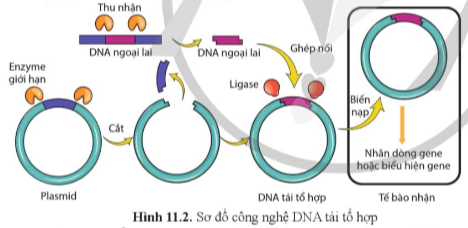 Thu nhận
DNA ngoại lai
DNA ngoại lai
Ghép nối
Enzyme
giới hạn
Ligase
Biến
nạp
Cắt
Nhân dòng gene
hoặc biểu hiện gene
Plasmid
DNA tái tổ hợp
Tế bào nhận
Hình 11.2. Sơ đồ công nghệ DNA tái tổ hợp